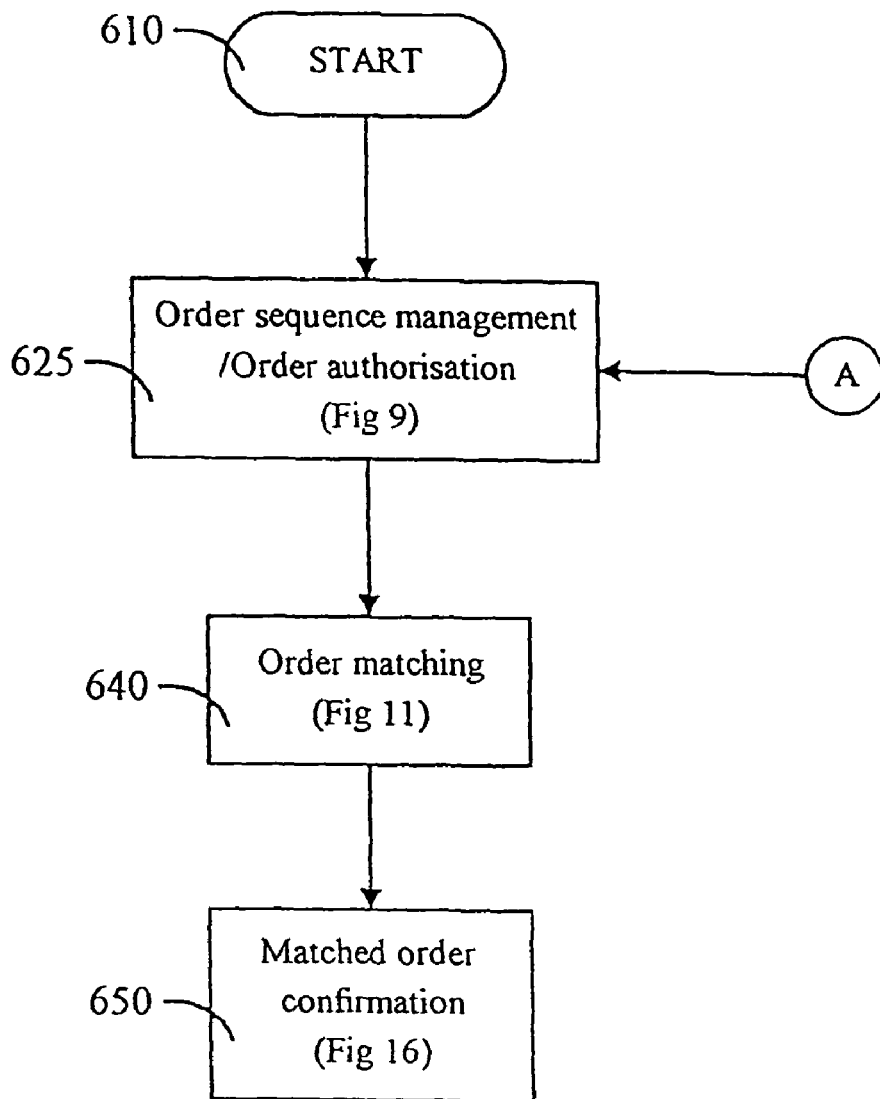 610
START
Order sequence management
/Order authorisation
(Fig 9)
625
A
Order matching
(Fig 11)
640
Matched order
confirmation
(Fig 16)
650